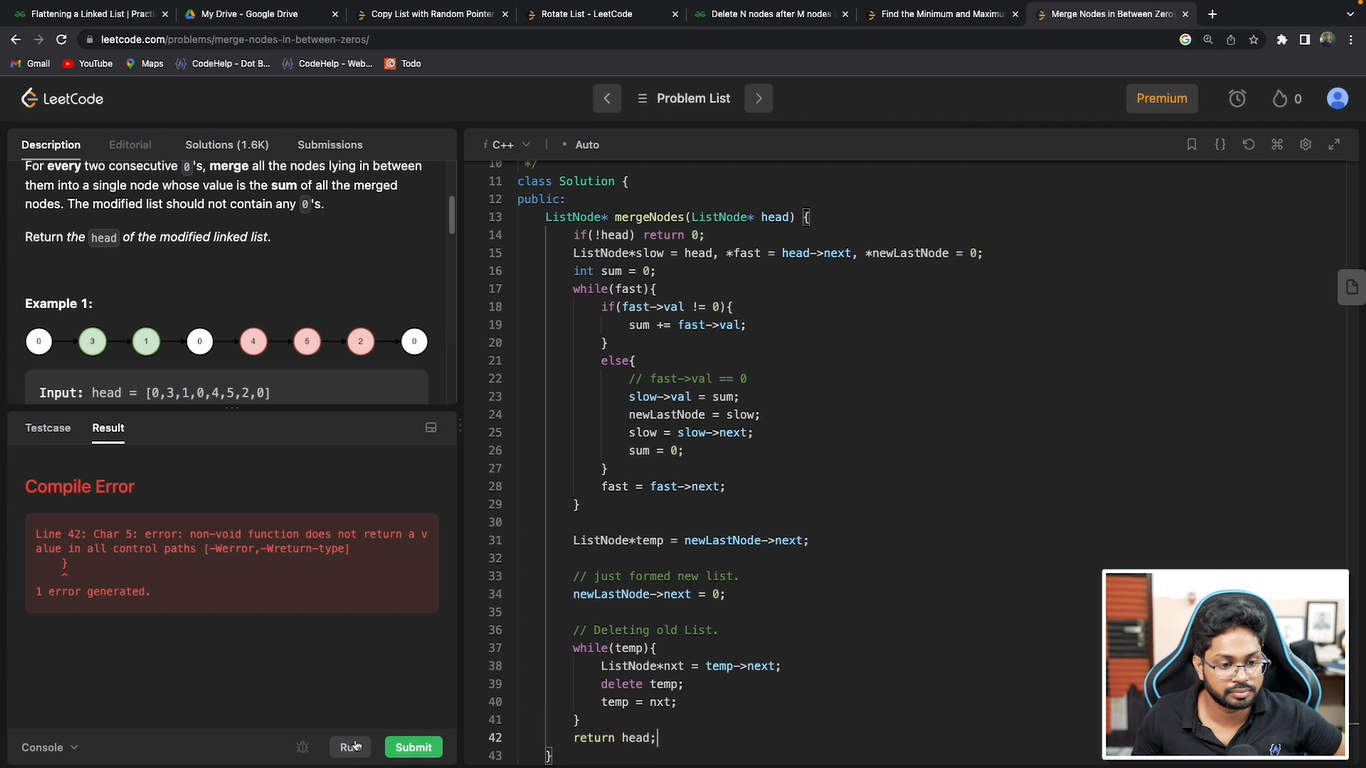 Flattening a Linked List | Practi
My Drive - Google Drive
Copy List with Random Pointer
Rotate List - LeetCode
Delete N nodes after M nodes o
Find the Minimum and Maximum
Merge Nodes in Between Zeros
leetcode.com/problems/merge-nodes-in-between-zeros/
Gmail
YouTube
Maps
CodeHelp - Dot B...
CodeHelp - Web...
Todo
LeetCode
Problem List
Premium
0
Description
Editorial
Solutions (1.6K)
Submissions
For every two consecutive 0's, merge all the nodes lying in between
them into a single node whose value is the sum of all the merged
nodes. The modified list should not contain any 0's.
Return the head of the modified linked list.
Example 1:
0 3 1 0 4 5 2 0
Input: head = [0,3,1,0,4,5,2,0]
Testcase
Result
Compile Error
Line 42: Char 5: error: non-void function does not return a v
alue in all control paths [-Werror,-Wreturn-type]
}
^
1 error generated.
Console
Run
Submit
i C++
• Auto
10 */
11 class Solution {
12 public:
13 ListNode* mergeNodes(ListNode* head) {
14 if(!head) return 0;
15 ListNode*slow = head, *fast = head->next, *newLastNode = 0;
16 int sum = 0;
17 while(fast){
18 if(fast->val != 0){
19 sum += fast->val;
20 }
21 else{
22 // fast->val == 0
23 slow->val = sum;
24 newLastNode = slow;
25 slow = slow->next;
26 sum = 0;
27 }
28 fast = fast->next;
29 }
30
31 ListNode*temp = newLastNode->next;
32
33 // just formed new list.
34 newLastNode->next = 0;
35
36 // Deleting old List.
37 while(temp){
38 ListNode*nxt = temp->next;
39 delete temp;
40 temp = nxt;
41 }
42 return head;
43 }